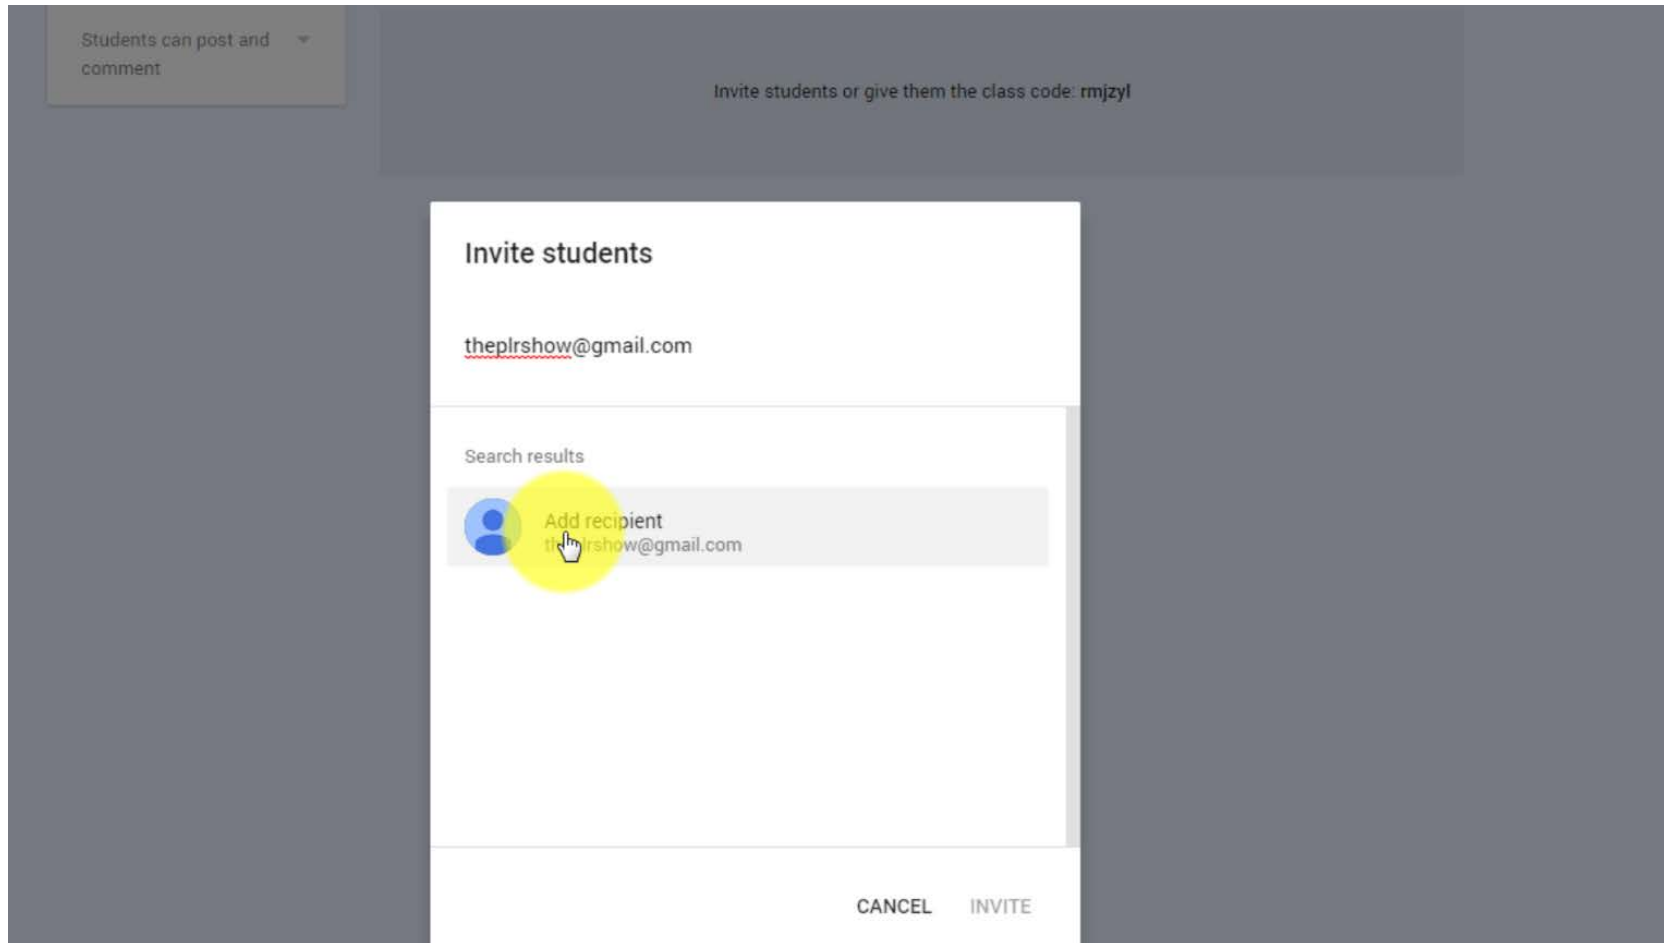 Students can post and
comment
Invite students or give them the class code: rmjzyl
Invite students
theplrshow@gmail.com
Search results
Add recipient
theplrshow@gmail.com
CANCEL INVITE